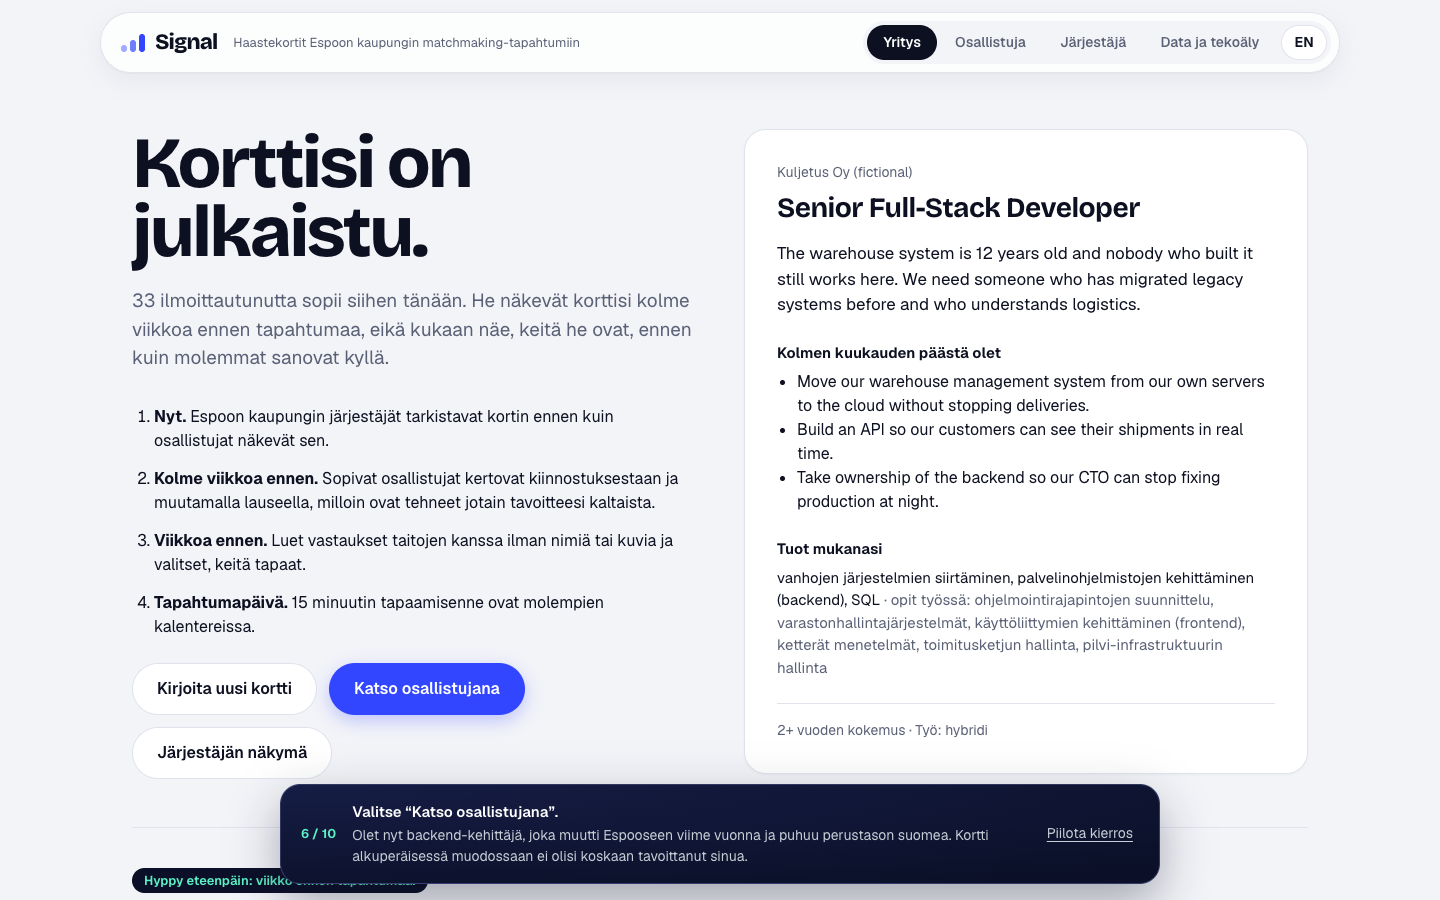 Signal
Haastekortit Espoon kaupungin matchmaking-tapahtumiin
Yritys
Osallistuja
Järjestäjä
Data ja tekoäly
EN
Korttisi on
julkaistu.
33 ilmoittautunutta sopii siihen tänään. He näkevät korttisi kolme
viikkoa ennen tapahtumaa, eikä kukaan näe, keitä he ovat, ennen
kuin molemmat sanovat kyllä.
1. Nyt. Espoon kaupungin järjestäjät tarkistavat kortin ennen kuin
osallistujat näkevät sen.
2. Kolme viikkoa ennen. Sopivat osallistujat kertovat kiinnostuksestaan ja
muutamalla lauseella, milloin ovat tehneet jotain tavoitteesi kaltaista.
3. Viikkoa ennen. Luet vastaukset taitojen kanssa ilman nimiä tai kuvia ja
valitset, keitä tapaat.
4. Tapahtumapäivä. 15 minuutin tapaamisenne ovat molempien
kalentereissa.
Kirjoita uusi kortti
Katso osallistujana
Järjestäjän näkymä
Kuljetus Oy (fictional)
Senior Full-Stack Developer
The warehouse system is 12 years old and nobody who built it
still works here. We need someone who has migrated legacy
systems before and who understands logistics.
Kolmen kuukauden päästä olet
• Move our warehouse management system from our own servers
to the cloud without stopping deliveries.
• Build an API so our customers can see their shipments in real
time.
• Take ownership of the backend so our CTO can stop fixing
production at night.
Tuot mukanasi
vanhojen järjestelmien siirtäminen, palvelinohjelmistojen kehittäminen
(backend), SQL · opit työssä: ohjelmointirajapintojen suunnittelu,
varastonhallintajärjestelmät, käyttöliittymien kehittäminen (frontend),
ketterät menetelmät, toimitusketjun hallinta, pilvi-infrastruktuurin
hallinta
2+ vuoden kokemus · Työ: hybridi
6 / 10
Valitse “Katso osallistujana”.
Olet nyt backend-kehittäjä, joka muutti Espooseen viime vuonna ja puhuu perustason suomea. Kortti
alkuperäisessä muodossaan ei olisi koskaan tavoittanut sinua.
Piilota kierros
Hyppy eteenpäin: viikko